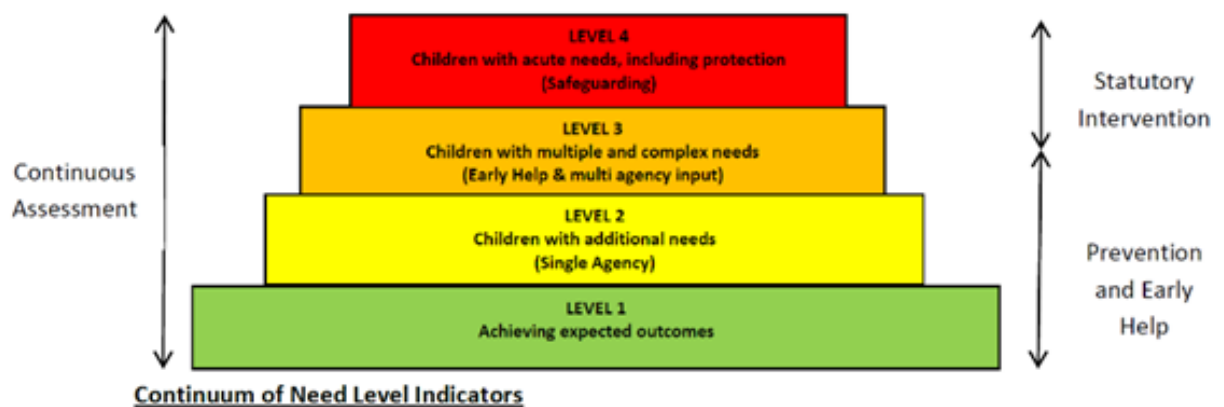 LEVEL 4
Children with acute needs, including protection
(Safeguarding)
Statutory
Intervention
LEVEL 3
Children with multiple and complex needs
(Early Help & multi agency input)
Continuous
Assessment
LEVEL 2
Children with additional needs
(Single Agency)
Prevention
and Early
Help
LEVEL 1
Achieving expected outcomes
Continuum of Need Level Indicators